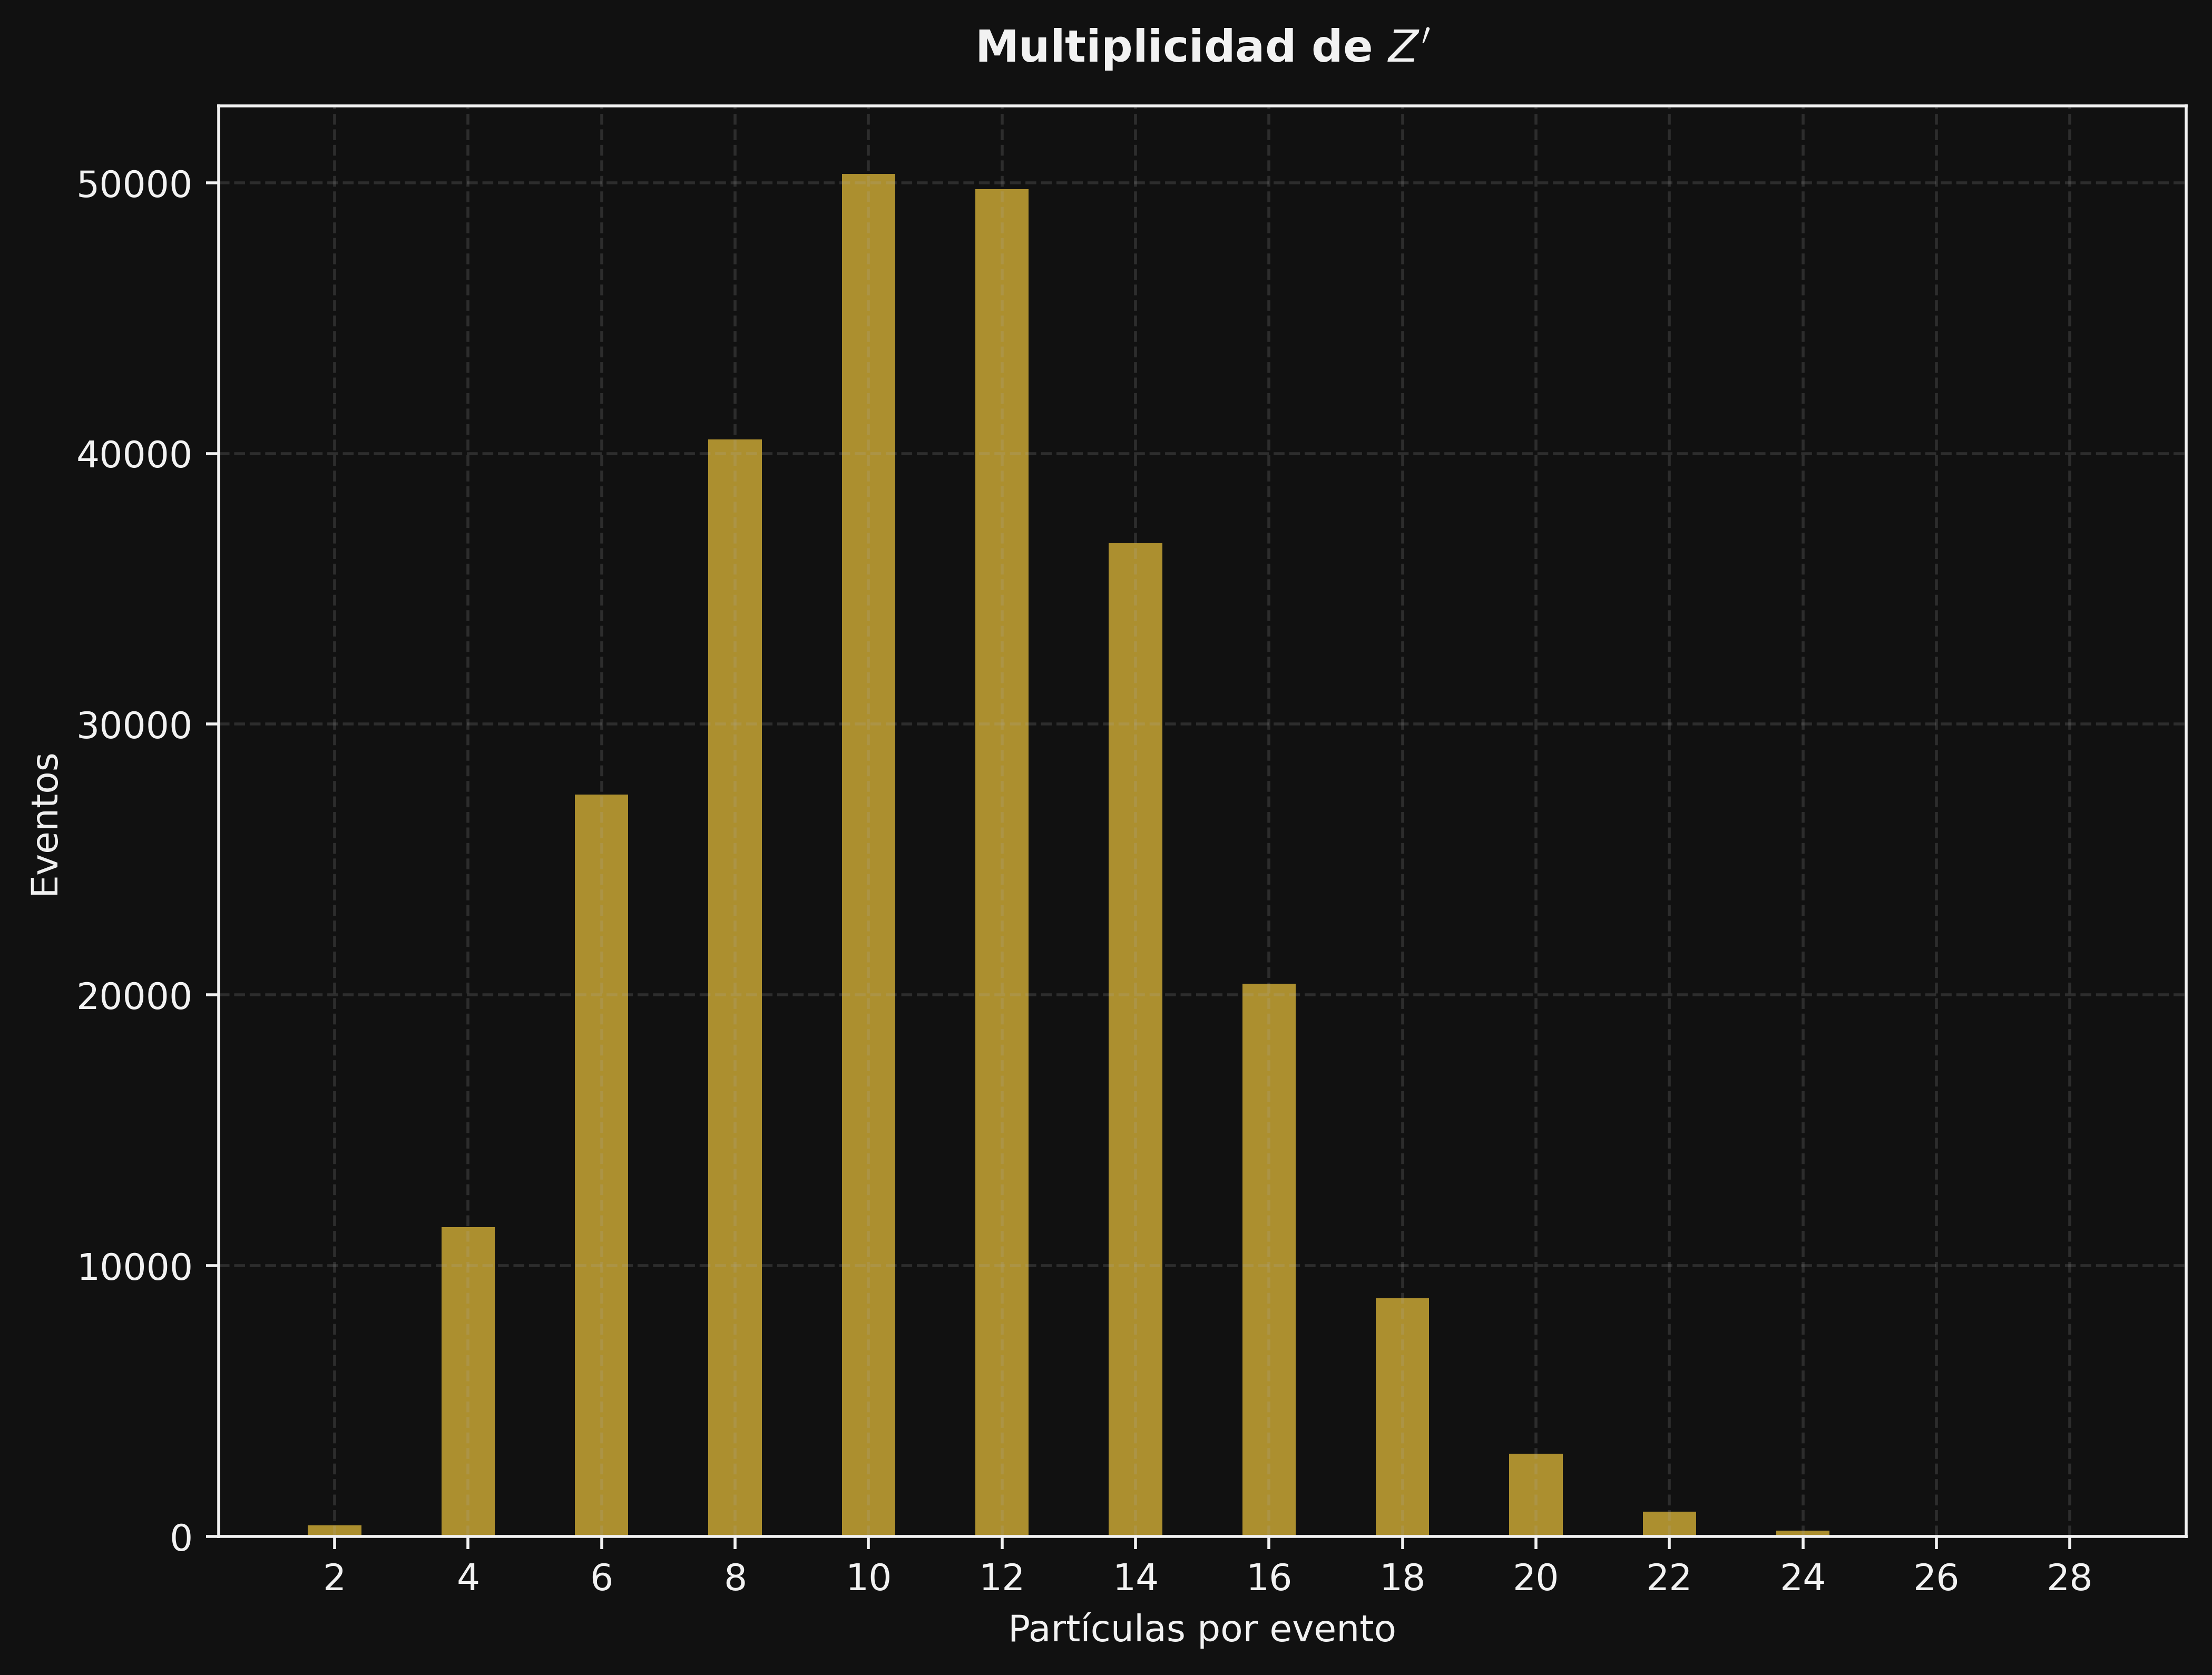 Multiplicidad de Z′
50000
40000
30000
20000
10000
0
Eventos
2 4 6 8 10 12 14 16 18 20 22 24 26 28
Partículas por evento